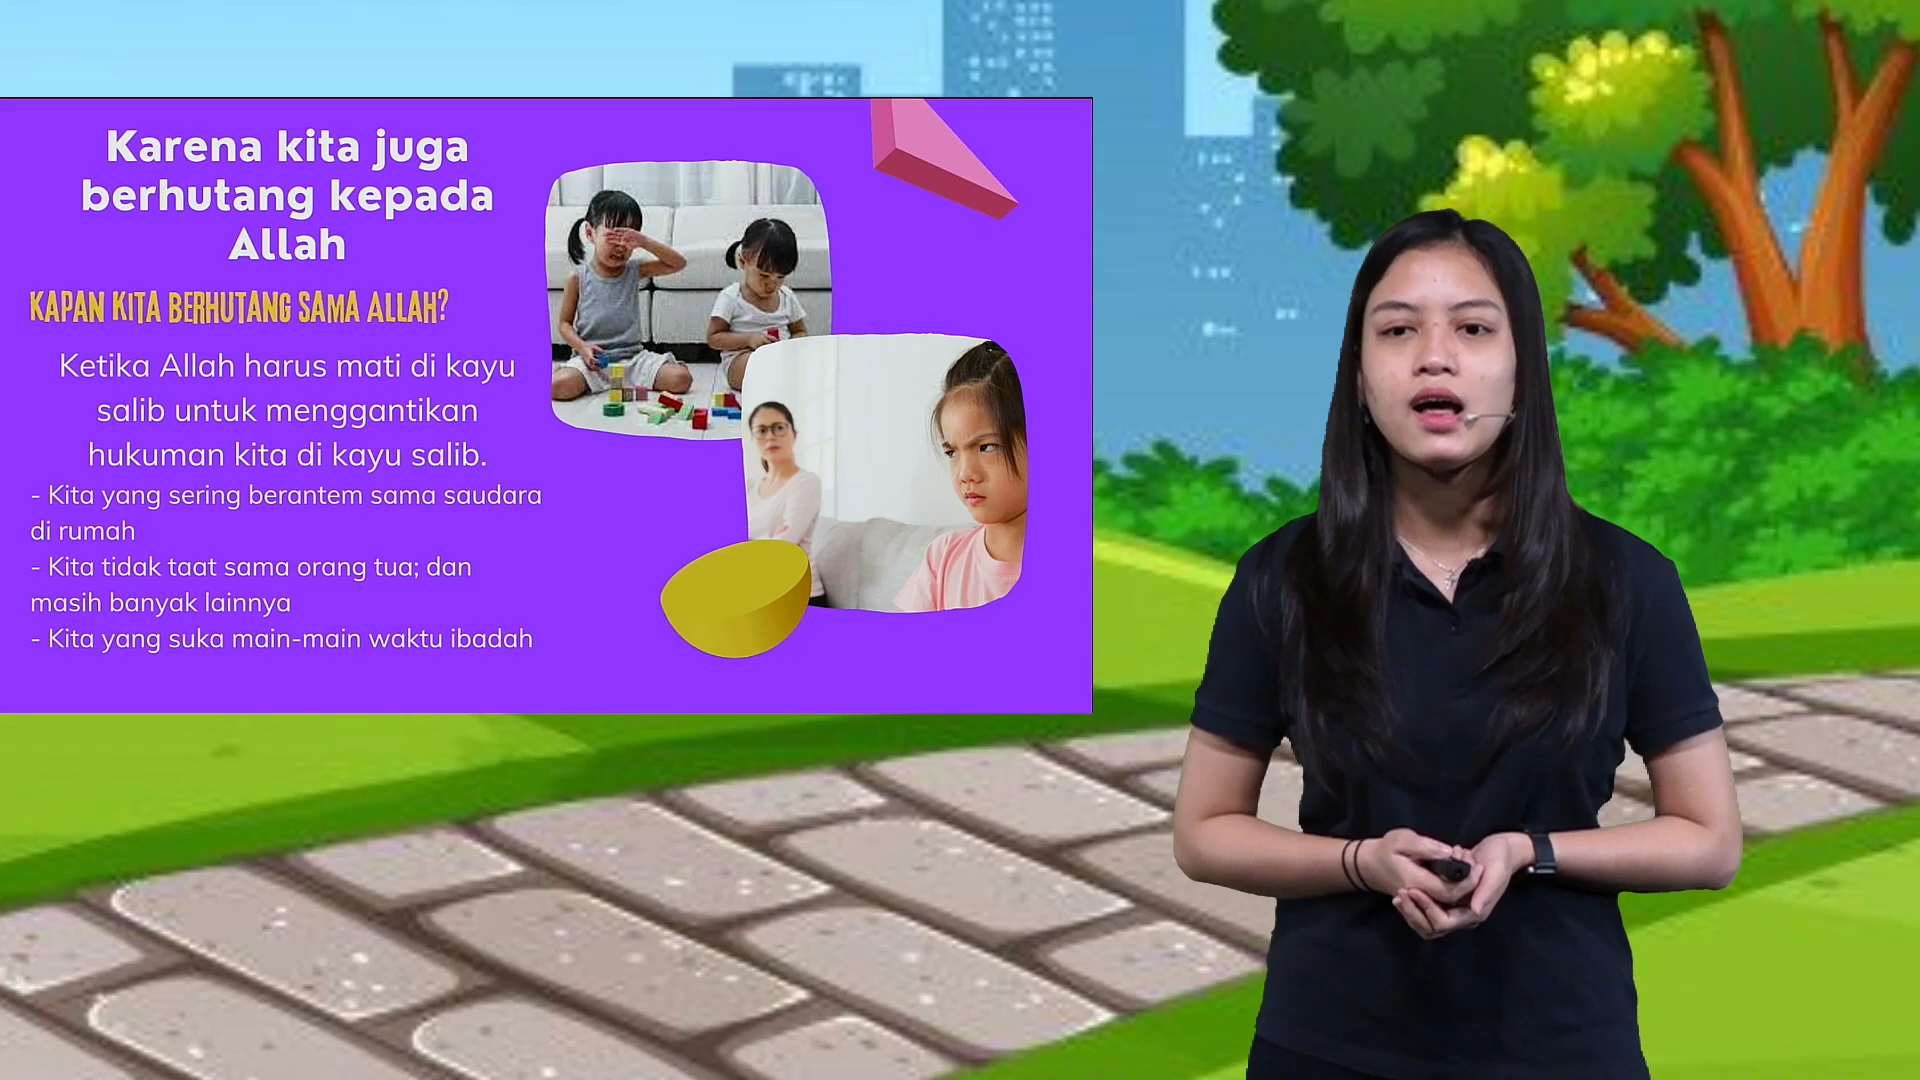 Karena kita juga
berhutang kepada
Allah
KAPAN KITA BERHUTANG SAMA ALLAH?
Ketika Allah harus mati di kayu
salib untuk menggantikan
hukuman kita di kayu salib.
- Kita yang sering berantem sama saudara
di rumah
- Kita tidak taat sama orang tua; dan
masih banyak lainnya
- Kita yang suka main-main waktu ibadah